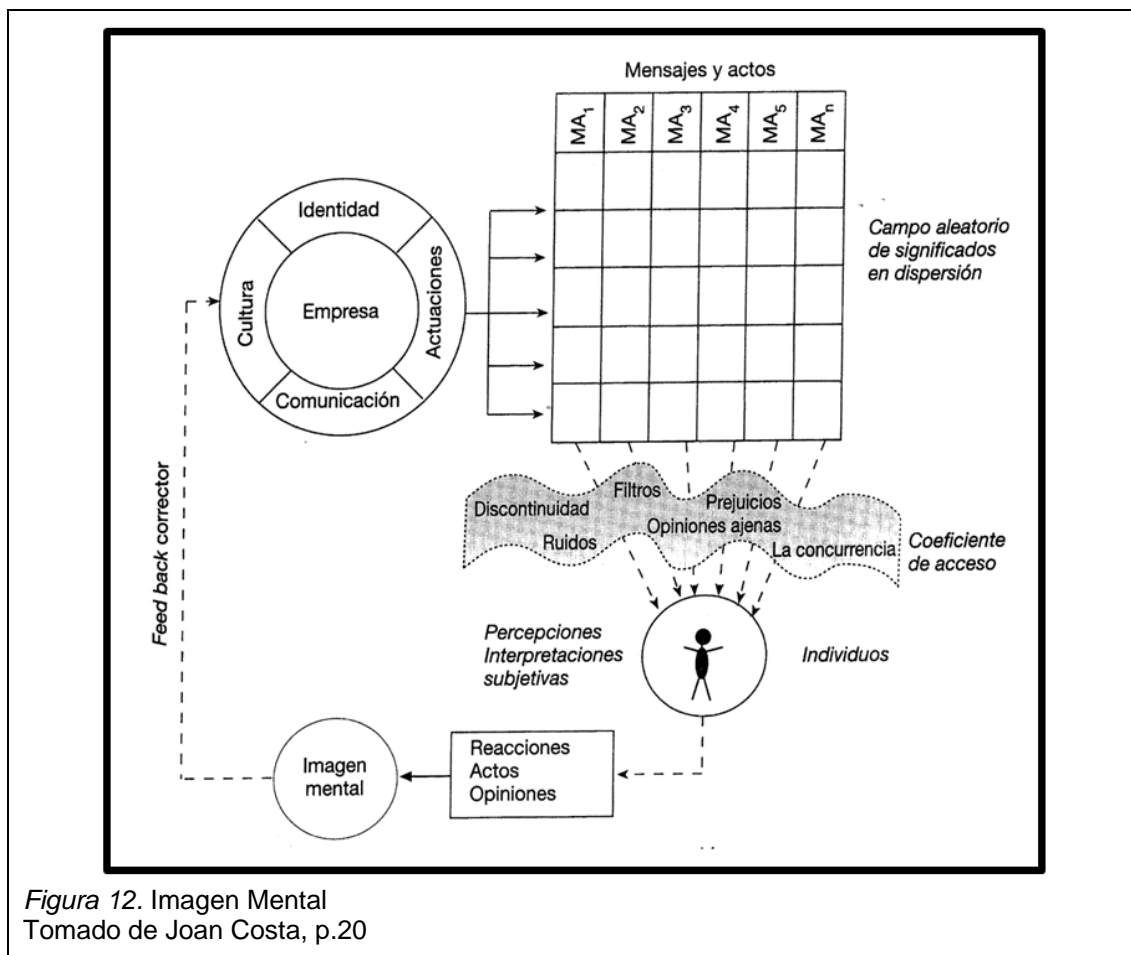 Mensajes y actos
MA1 MA2 MA3 MA4 MA5 MAn
Identidad
Cultura
Empresa
Actuaciones
Comunicación
Campo aleatorio
de significados
en dispersión
Feed back corrector
Discontinuidad
Filtros
Prejuicios
Ruidos
Opiniones ajenas
La concurrencia
Coeficiente
de acceso
Percepciones
Interpretaciones
subjetivas
Individuos
Imagen
mental
Reacciones
Actos
Opiniones
Figura 12. Imagen Mental
Tomado de Joan Costa, p.20